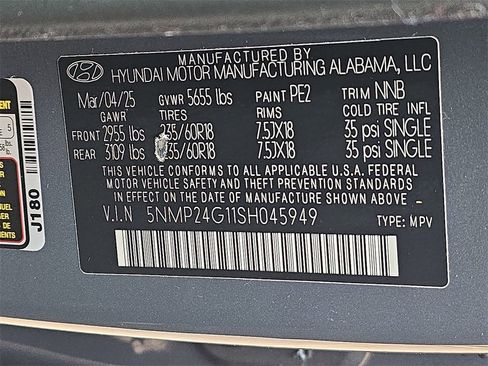 MANUFACTURED BY
HYUNDAI MOTOR MANUFACTURING ALABAMA, LLC
Mar/04/25 GVWR 5655 lbs PAINT PE2 TRIM NNB
GAWR TIRES RIMS COLD TIRE INFL
FRONT 2955 lbs 235/60R18 7.5JX18 35 psi SINGLE
REAR 3109 lbs 235/60R18 7.5JX18 35 psi SINGLE
THIS VEHICLE CONFORMS TO ALL APPLICABLE U.S.A. FEDERAL
MOTOR VEHICLE SAFETY AND THEFT PREVENTION STANDARDS
IN EFFECT ON THE DATE OF MANUFACTURE SHOWN ABOVE.
V.I.N 5NMP24G11SH045949 TYPE: MPV
J180
5